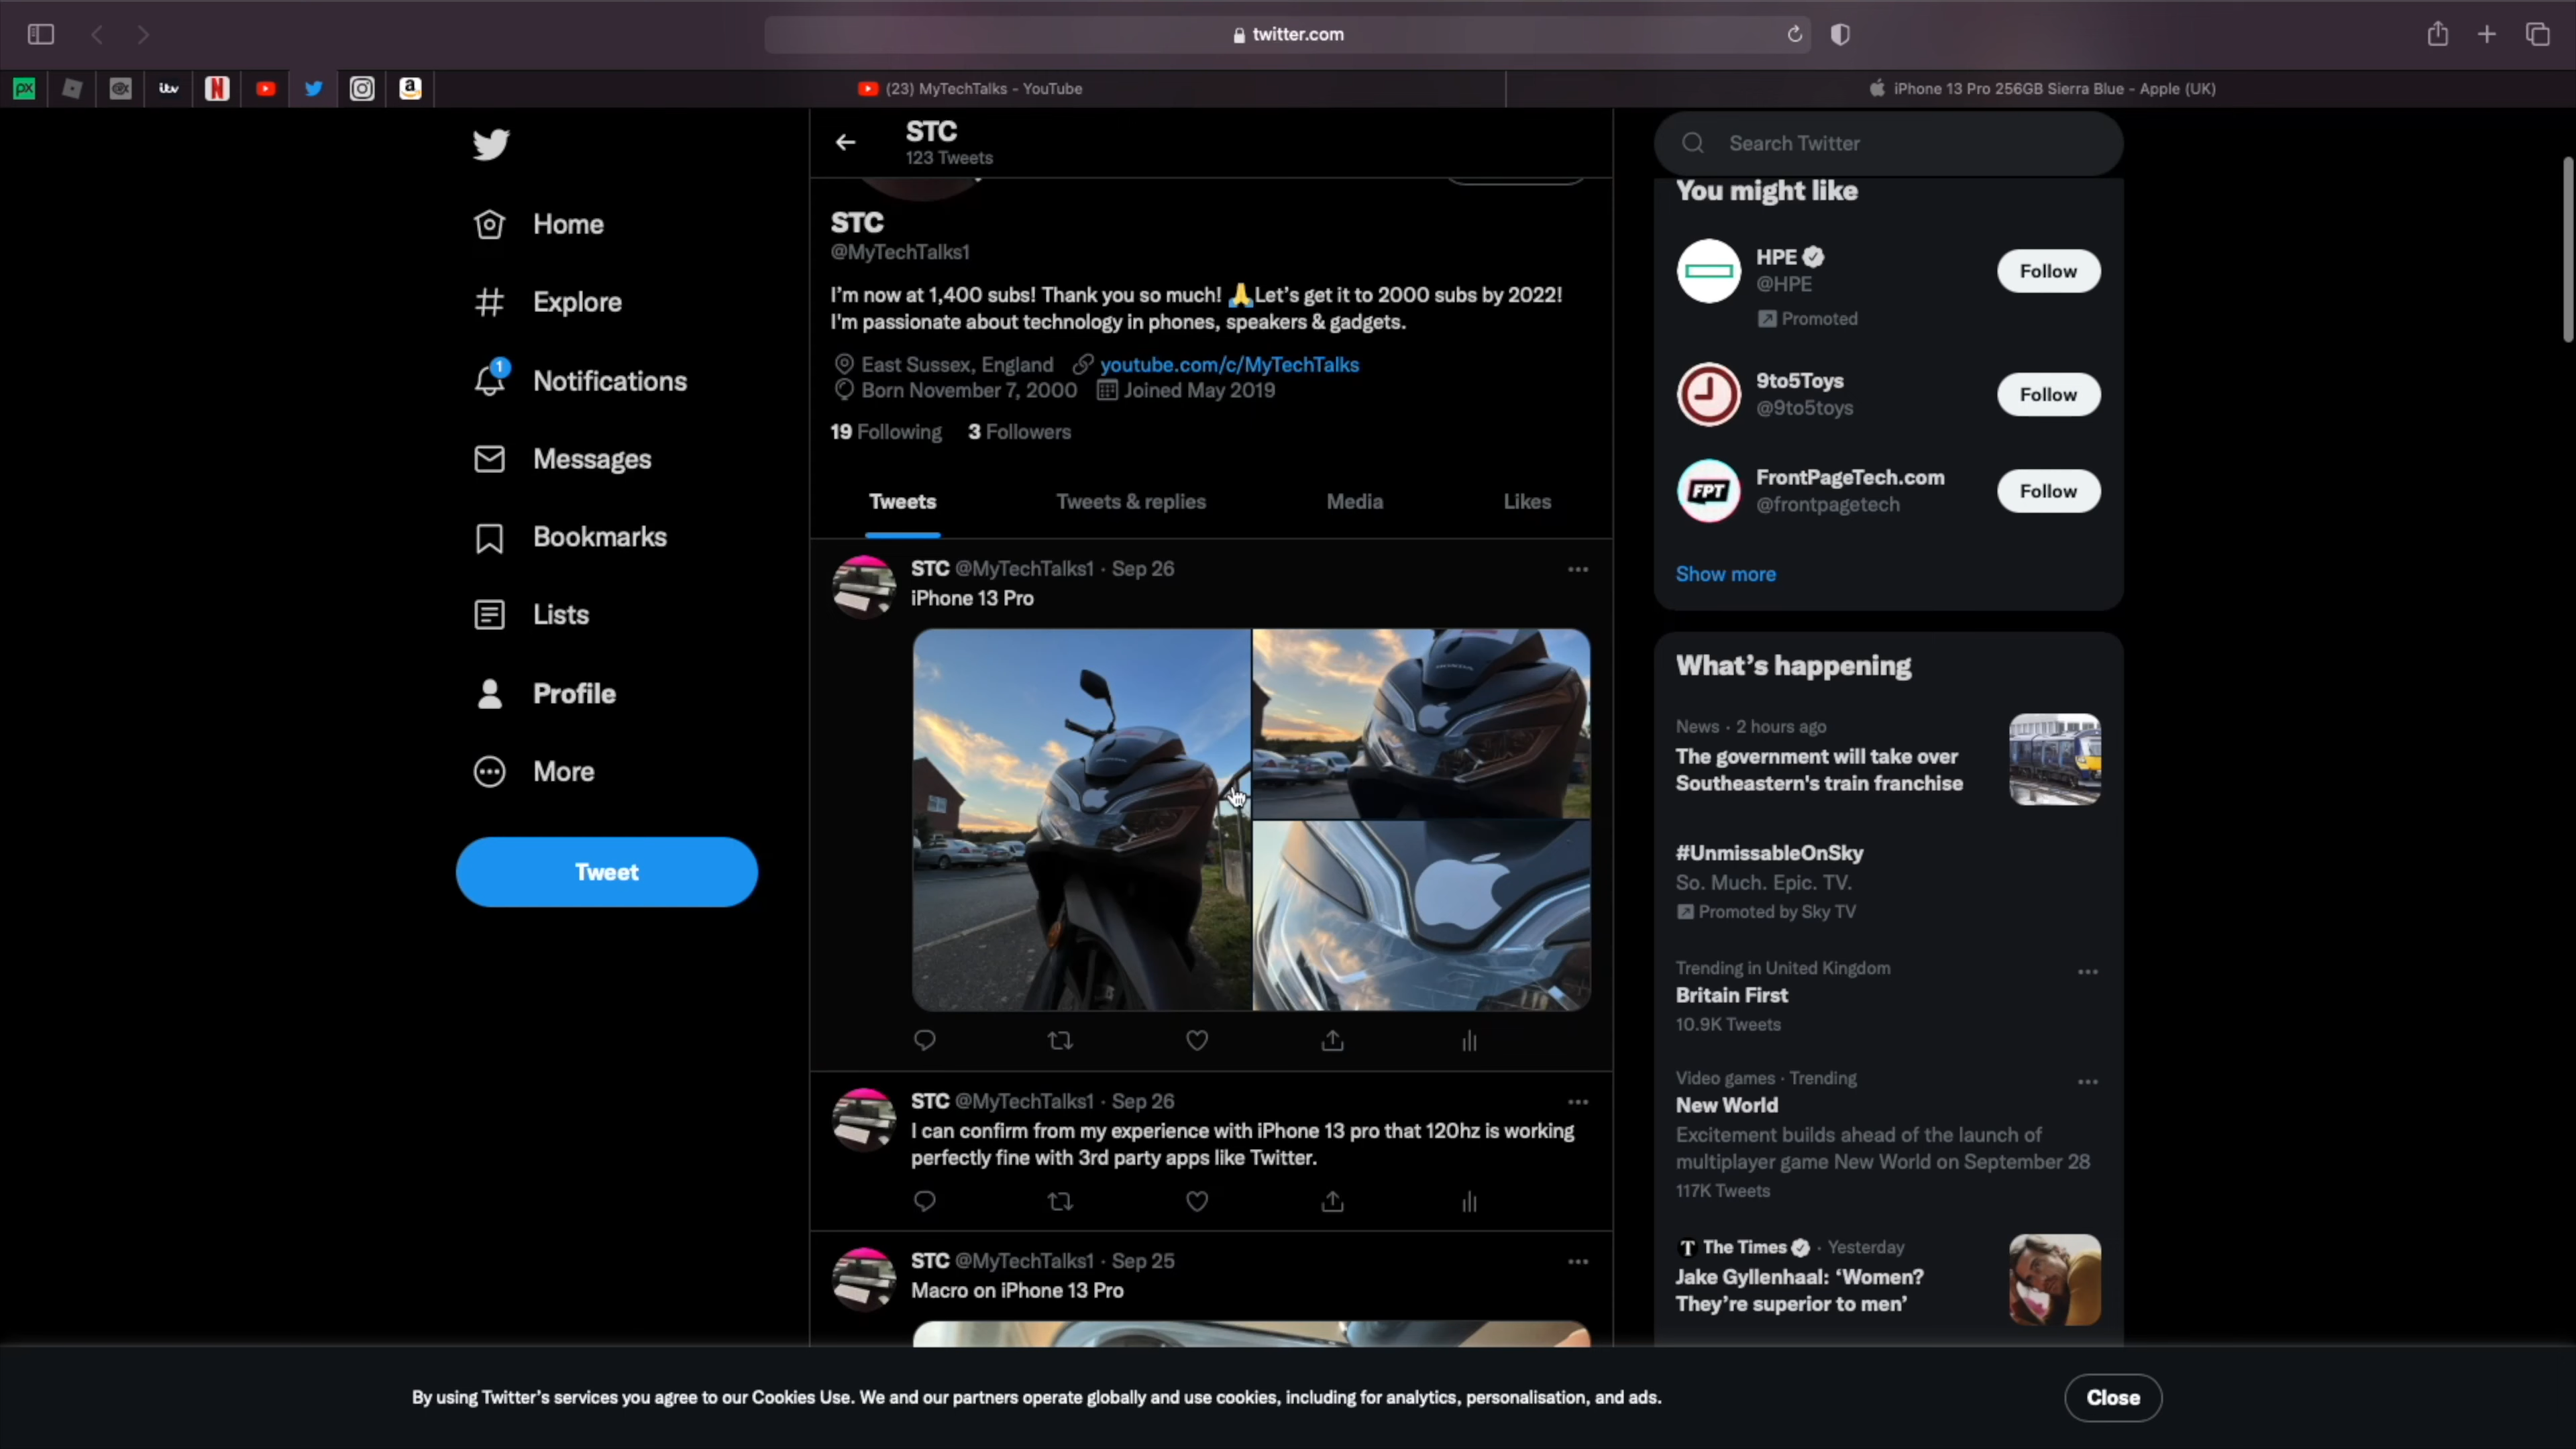 twitter.com
PX
itv
N
a
(23) MyTechTalks - YouTube
iPhone 13 Pro 256GB Sierra Blue - Apple (UK)
Home
Explore
1
Notifications
Messages
Bookmarks
Lists
Profile
More
Tweet
STC
123 Tweets
STC
@MyTechTalks1
I'm now at 1,400 subs! Thank you so much! 🙏Let's get it to 2000 subs by 2022!
I'm passionate about technology in phones, speakers & gadgets.
East Sussex, England youtube.com/c/MyTechTalks
Born November 7, 2000 Joined May 2019
19 Following 3 Followers
Tweets Tweets & replies Media Likes
STC @MyTechTalks1 · Sep 26
iPhone 13 Pro
HONDA
STC @MyTechTalks1 · Sep 26
I can confirm from my experience with iPhone 13 pro that 120hz is working
perfectly fine with 3rd party apps like Twitter.
STC @MyTechTalks1 · Sep 25
Macro on iPhone 13 Pro
Search Twitter
You might like
HPE
@HPE
Promoted
Follow
9to5Toys
@9to5toys
Follow
FPT
FrontPageTech.com
@frontpagetech
Follow
Show more
What's happening
News · 2 hours ago
The government will take over
Southeastern's train franchise
#UnmissableOnSky
So. Much. Epic. TV.
Promoted by Sky TV
Trending in United Kingdom
Britain First
10.9K Tweets
Video games · Trending
New World
Excitement builds ahead of the launch of
multiplayer game New World on September 28
117K Tweets
T The Times · Yesterday
Jake Gyllenhaal: 'Women?
They're superior to men'
By using Twitter's services you agree to our Cookies Use. We and our partners operate globally and use cookies, including for analytics, personalisation, and ads.
Close